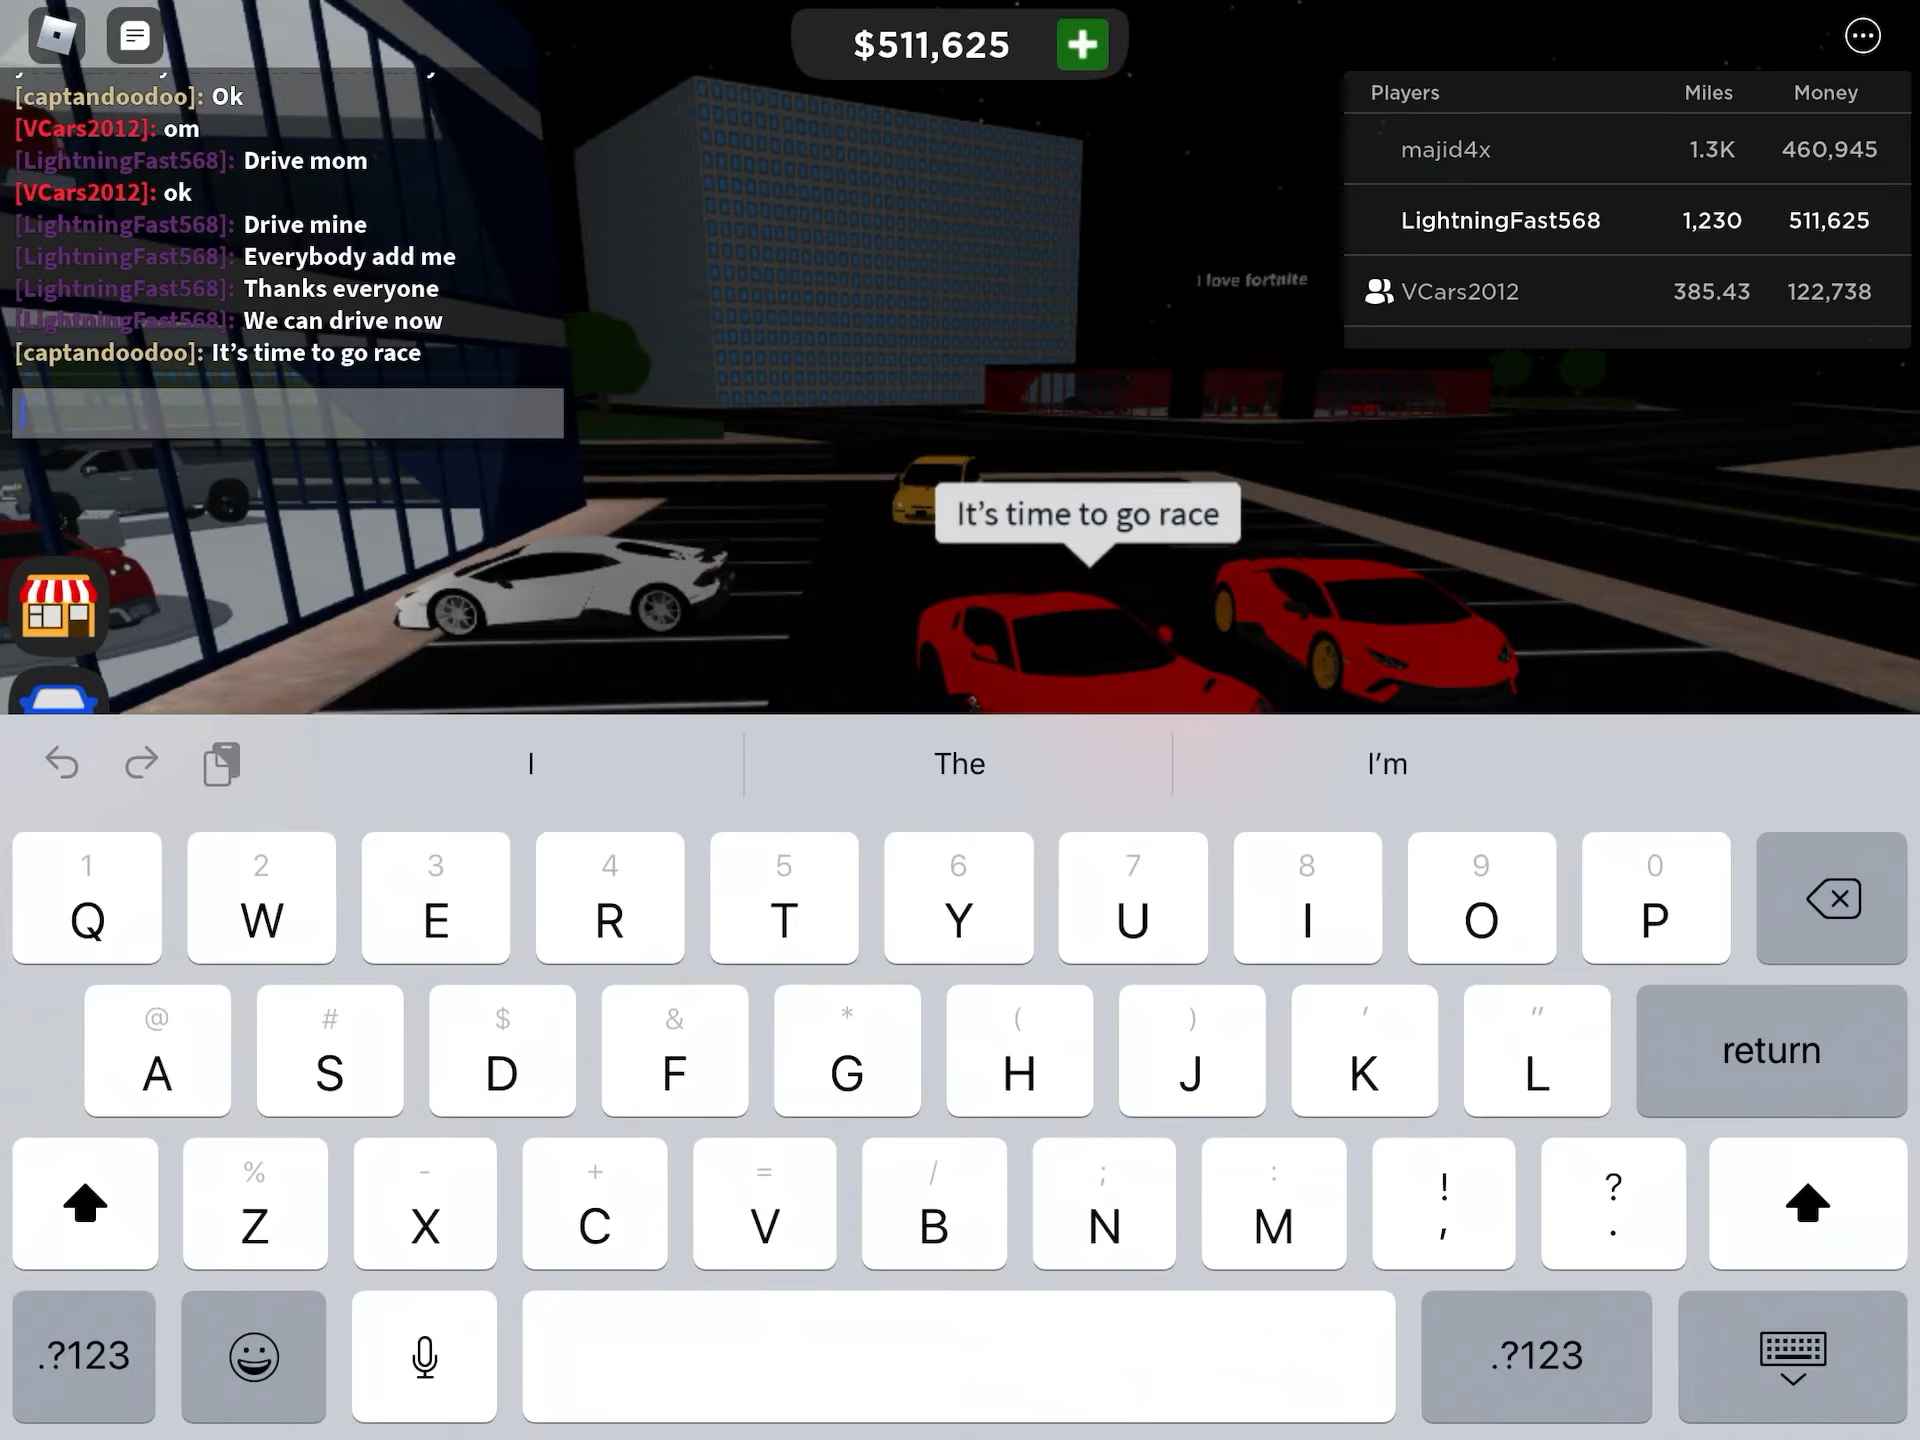 $511,625
[captandoodoo]: Ok
[VCars2012]: om
[LightningFast568]: Drive mom
[VCars2012]: ok
[LightningFast568]: Drive mine
[LightningFast568]: Everybody add me
[LightningFast568]: Thanks everyone
[LightningFast568]: We can drive now
[captandoodoo]: It’s time to go race
Players Miles Money
majid4x 1.3K 460,945
LightningFast568 1,230 511,625
VCars2012 385.43 122,738
I love fortnite
It’s time to go race
I The I’m
1 2 3 4 5 6 7 8 9 0
Q W E R T Y U I O P
@ # $ & * ( ) ′ ″
A S D F G H J K L return
% - + = / ; : ! ?
Z X C V B N M , .
.?123 .?123